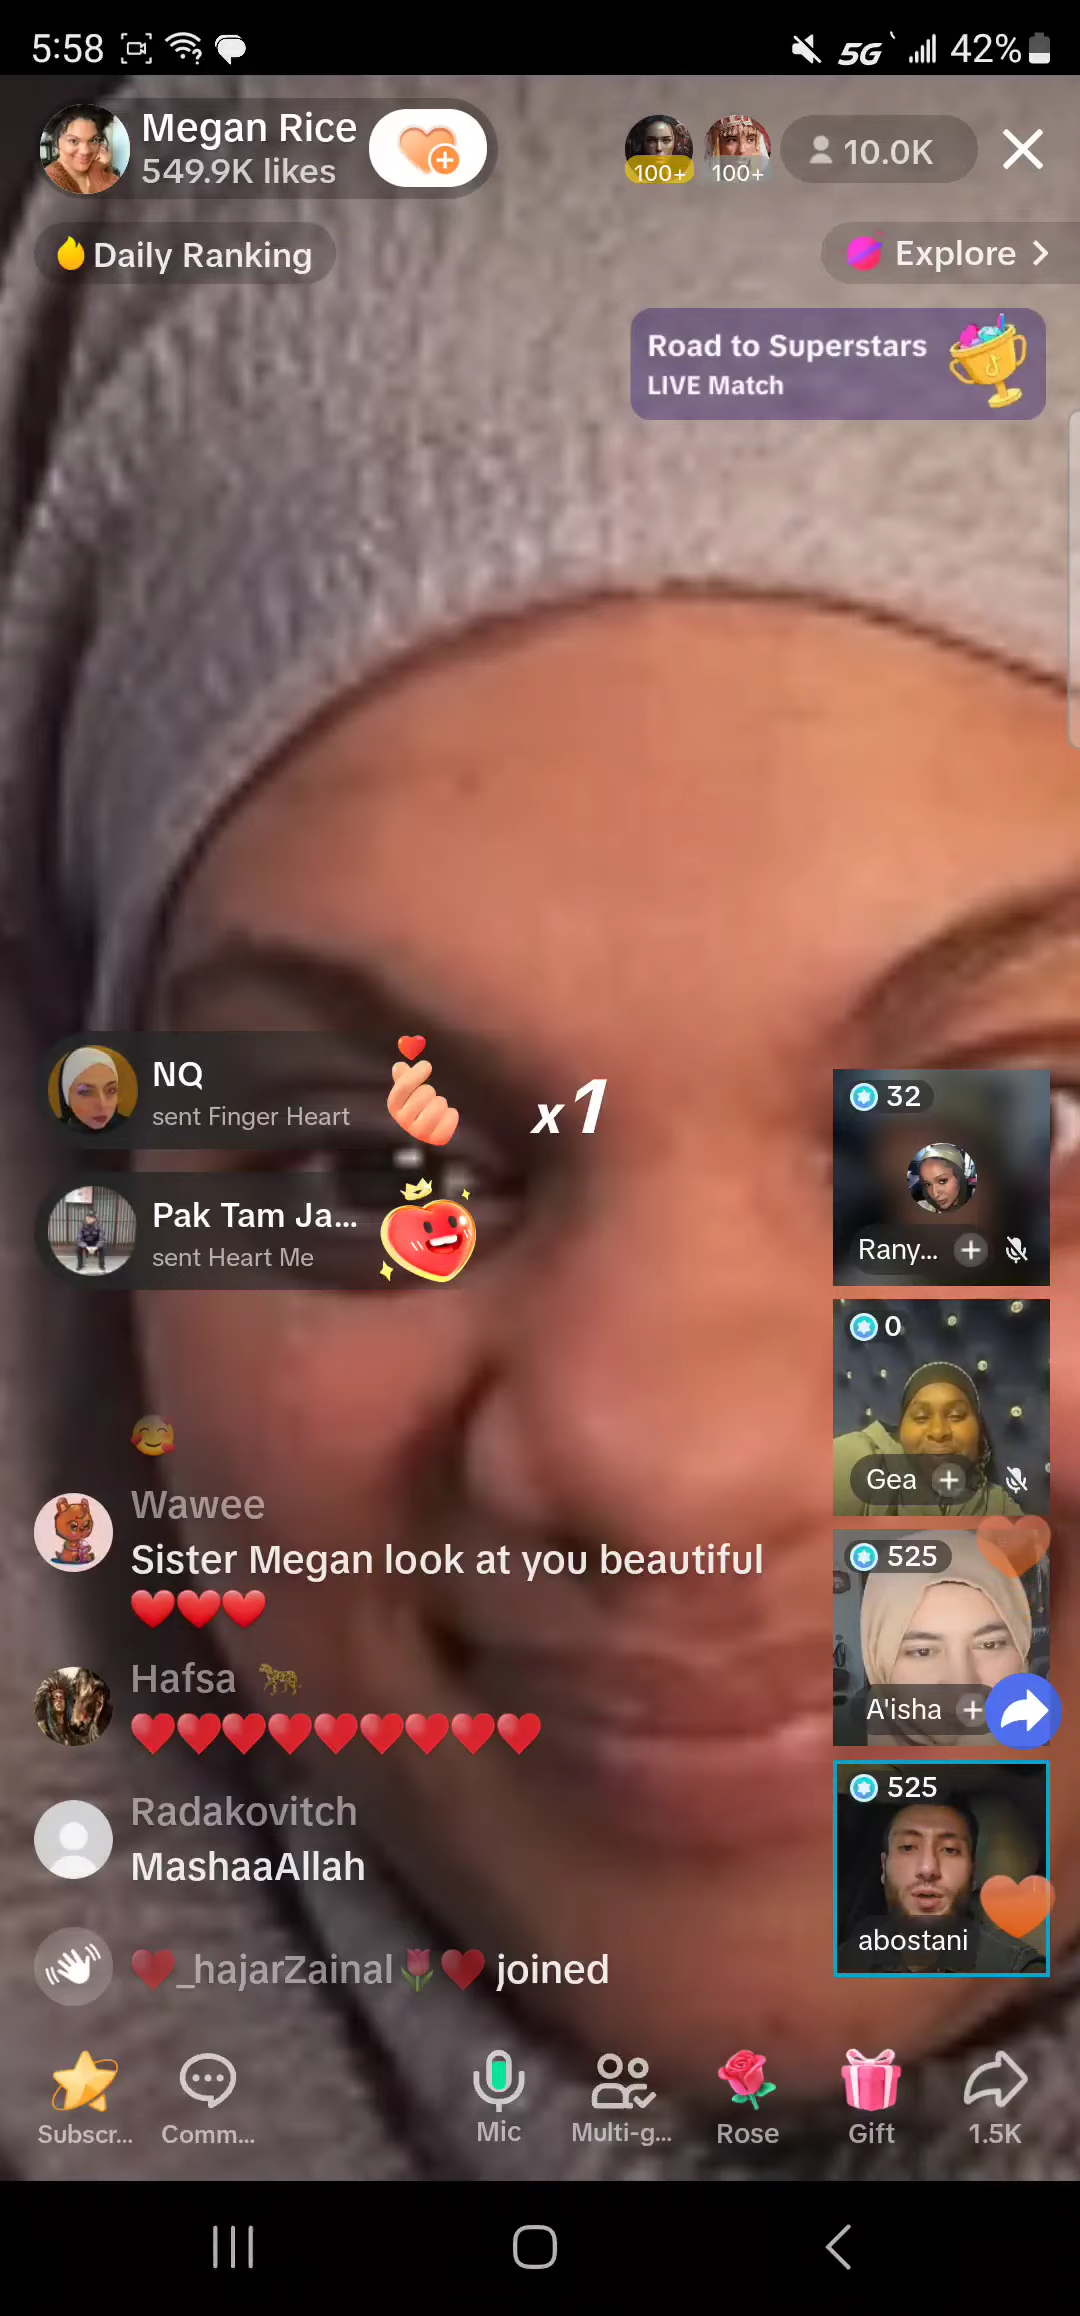 5:58
5G
42%
Megan Rice
549.9K likes
100+
100+
10.0K
Daily Ranking
Explore
Road to Superstars
LIVE Match
NQ
sent Finger Heart
x1
Pak Tam Ja...
sent Heart Me
32
Rany...
0
Gea
525
A'isha
525
abostani
🥰
Wawee
Sister Megan look at you beautiful
❤️❤️❤️
Hafsa 🐆
❤️❤️❤️❤️❤️❤️❤️❤️❤️
Radakovitch
MashaaAllah
❤️_hajarZainal🌷❤️ joined
Subscr...
Comm...
Mic
Multi-g...
Rose
Gift
1.5K